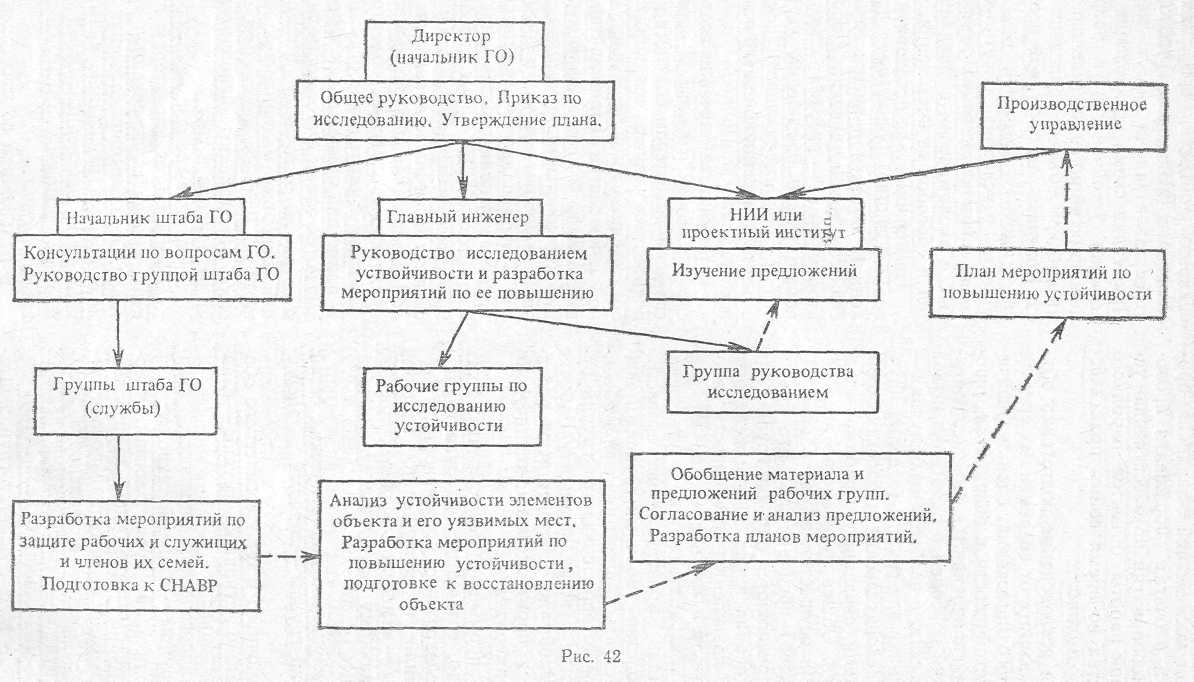 Директор
(начальник ГО)
Общее руководство. Приказ по
исследованию. Утверждение плана.
Производственное
управление
Начальник штаба ГО
Консультации по вопросам ГО.
Руководство группой штаба ГО
Главный инженер
Руководство исследованием
уствойчивости и разработка
мероприятий по ее повышению
НИИ или
проектный институт
Изучение предложений
План мероприятий по
повышению устойчивости
Группы штаба ГО
(службы)
Рабочие группы по
исследованию
устойчивости
Группа руководства
исследованием
Разработка мероприятий по
защите рабочих и служищих
и членов их семей.
Подготовка к СНАВР
Анализ устойчивости элементов
объекта и его уязвимых мест.
Разработка мероприятий по
повышению устойчивости,
подготовке к восстановлению
объекта
Обобщение материала и
предложений рабочих групп.
Согласование и анализ предложений.
Разработка планов мероприятий.
Рис. 42